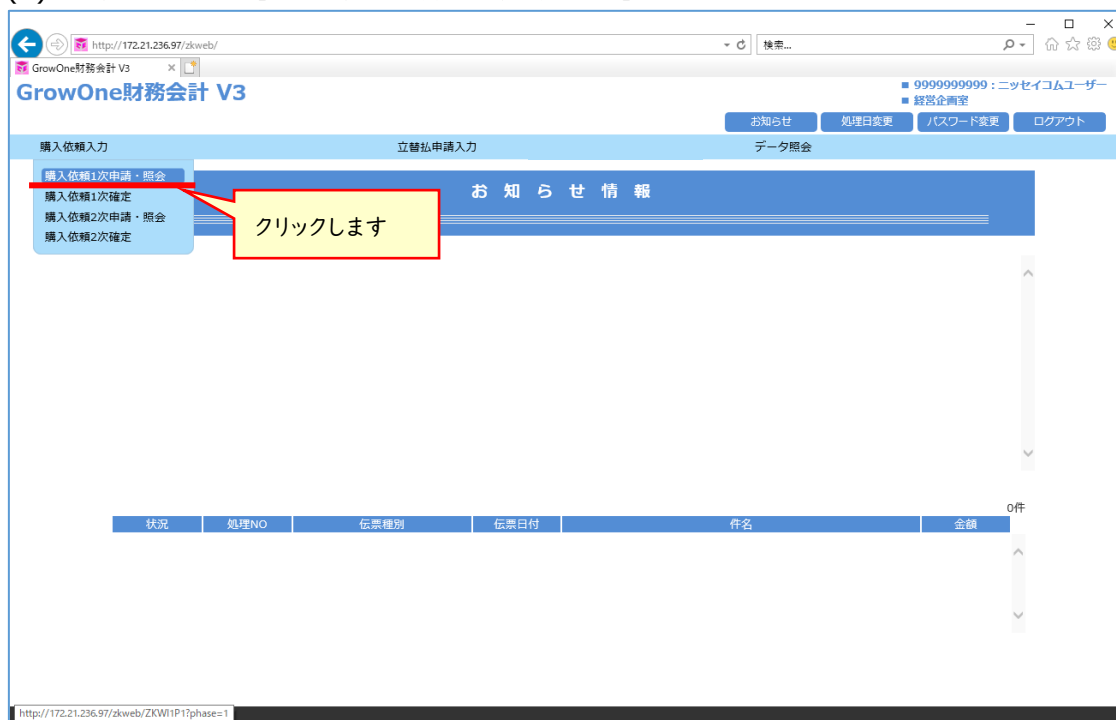 http://172.21.236.97/zkweb/
検索...
GrowOne財務会計 V3
GrowOne財務会計 V3
■ 9999999999：ニッセイコムユーザー
■ 経営企画室
お知らせ 処理日変更 パスワード変更 ログアウト
購入依頼入力 立替払申請入力 データ照会
購入依頼1次申請・照会
購入依頼1次確定
購入依頼2次申請・照会
購入依頼2次確定
お知らせ情報
クリックします
0件
状況 処理NO 伝票種別 伝票日付 件名 金額
http://172.21.236.97/zkweb/ZKWI1P1?phase=1